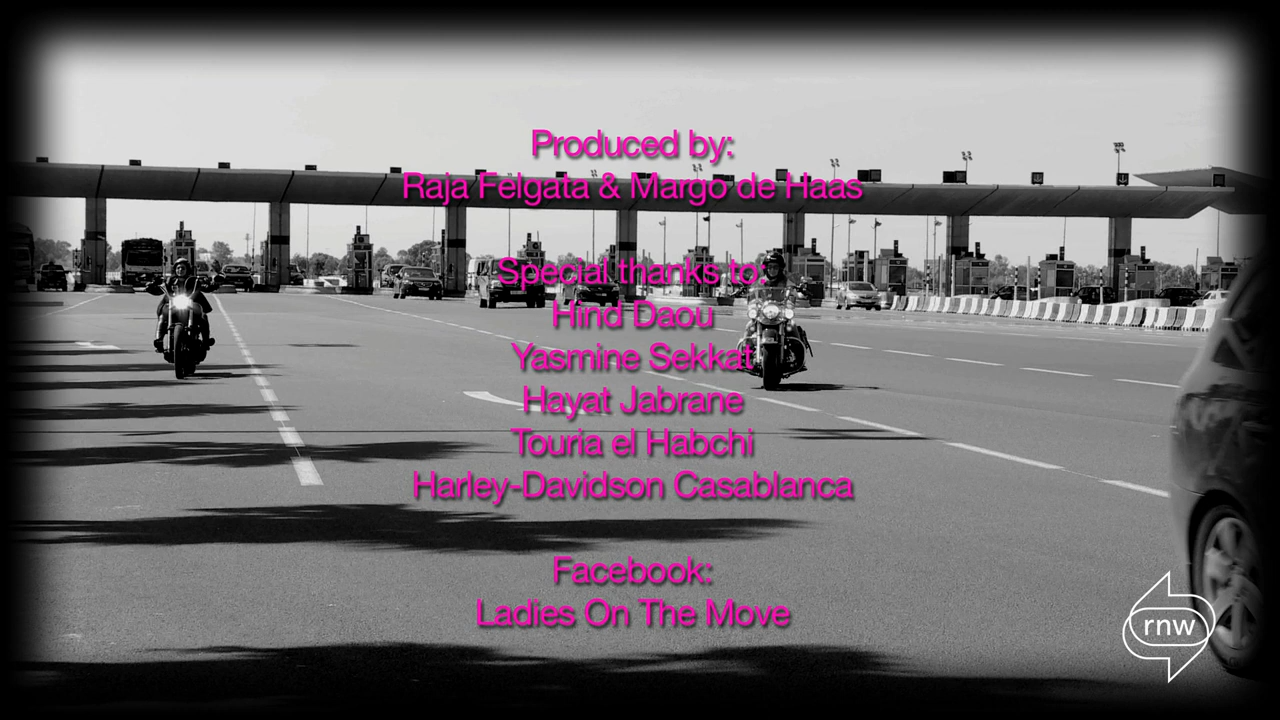 Produced by:
Raja Felgata & Margo de Haas
Special thanks to:
Hind Daou
Yasmine Sekkat
Hayat Jabrane
Touria el Habchi
Harley-Davidson Casablanca
Facebook:
Ladies On The Move
rnw